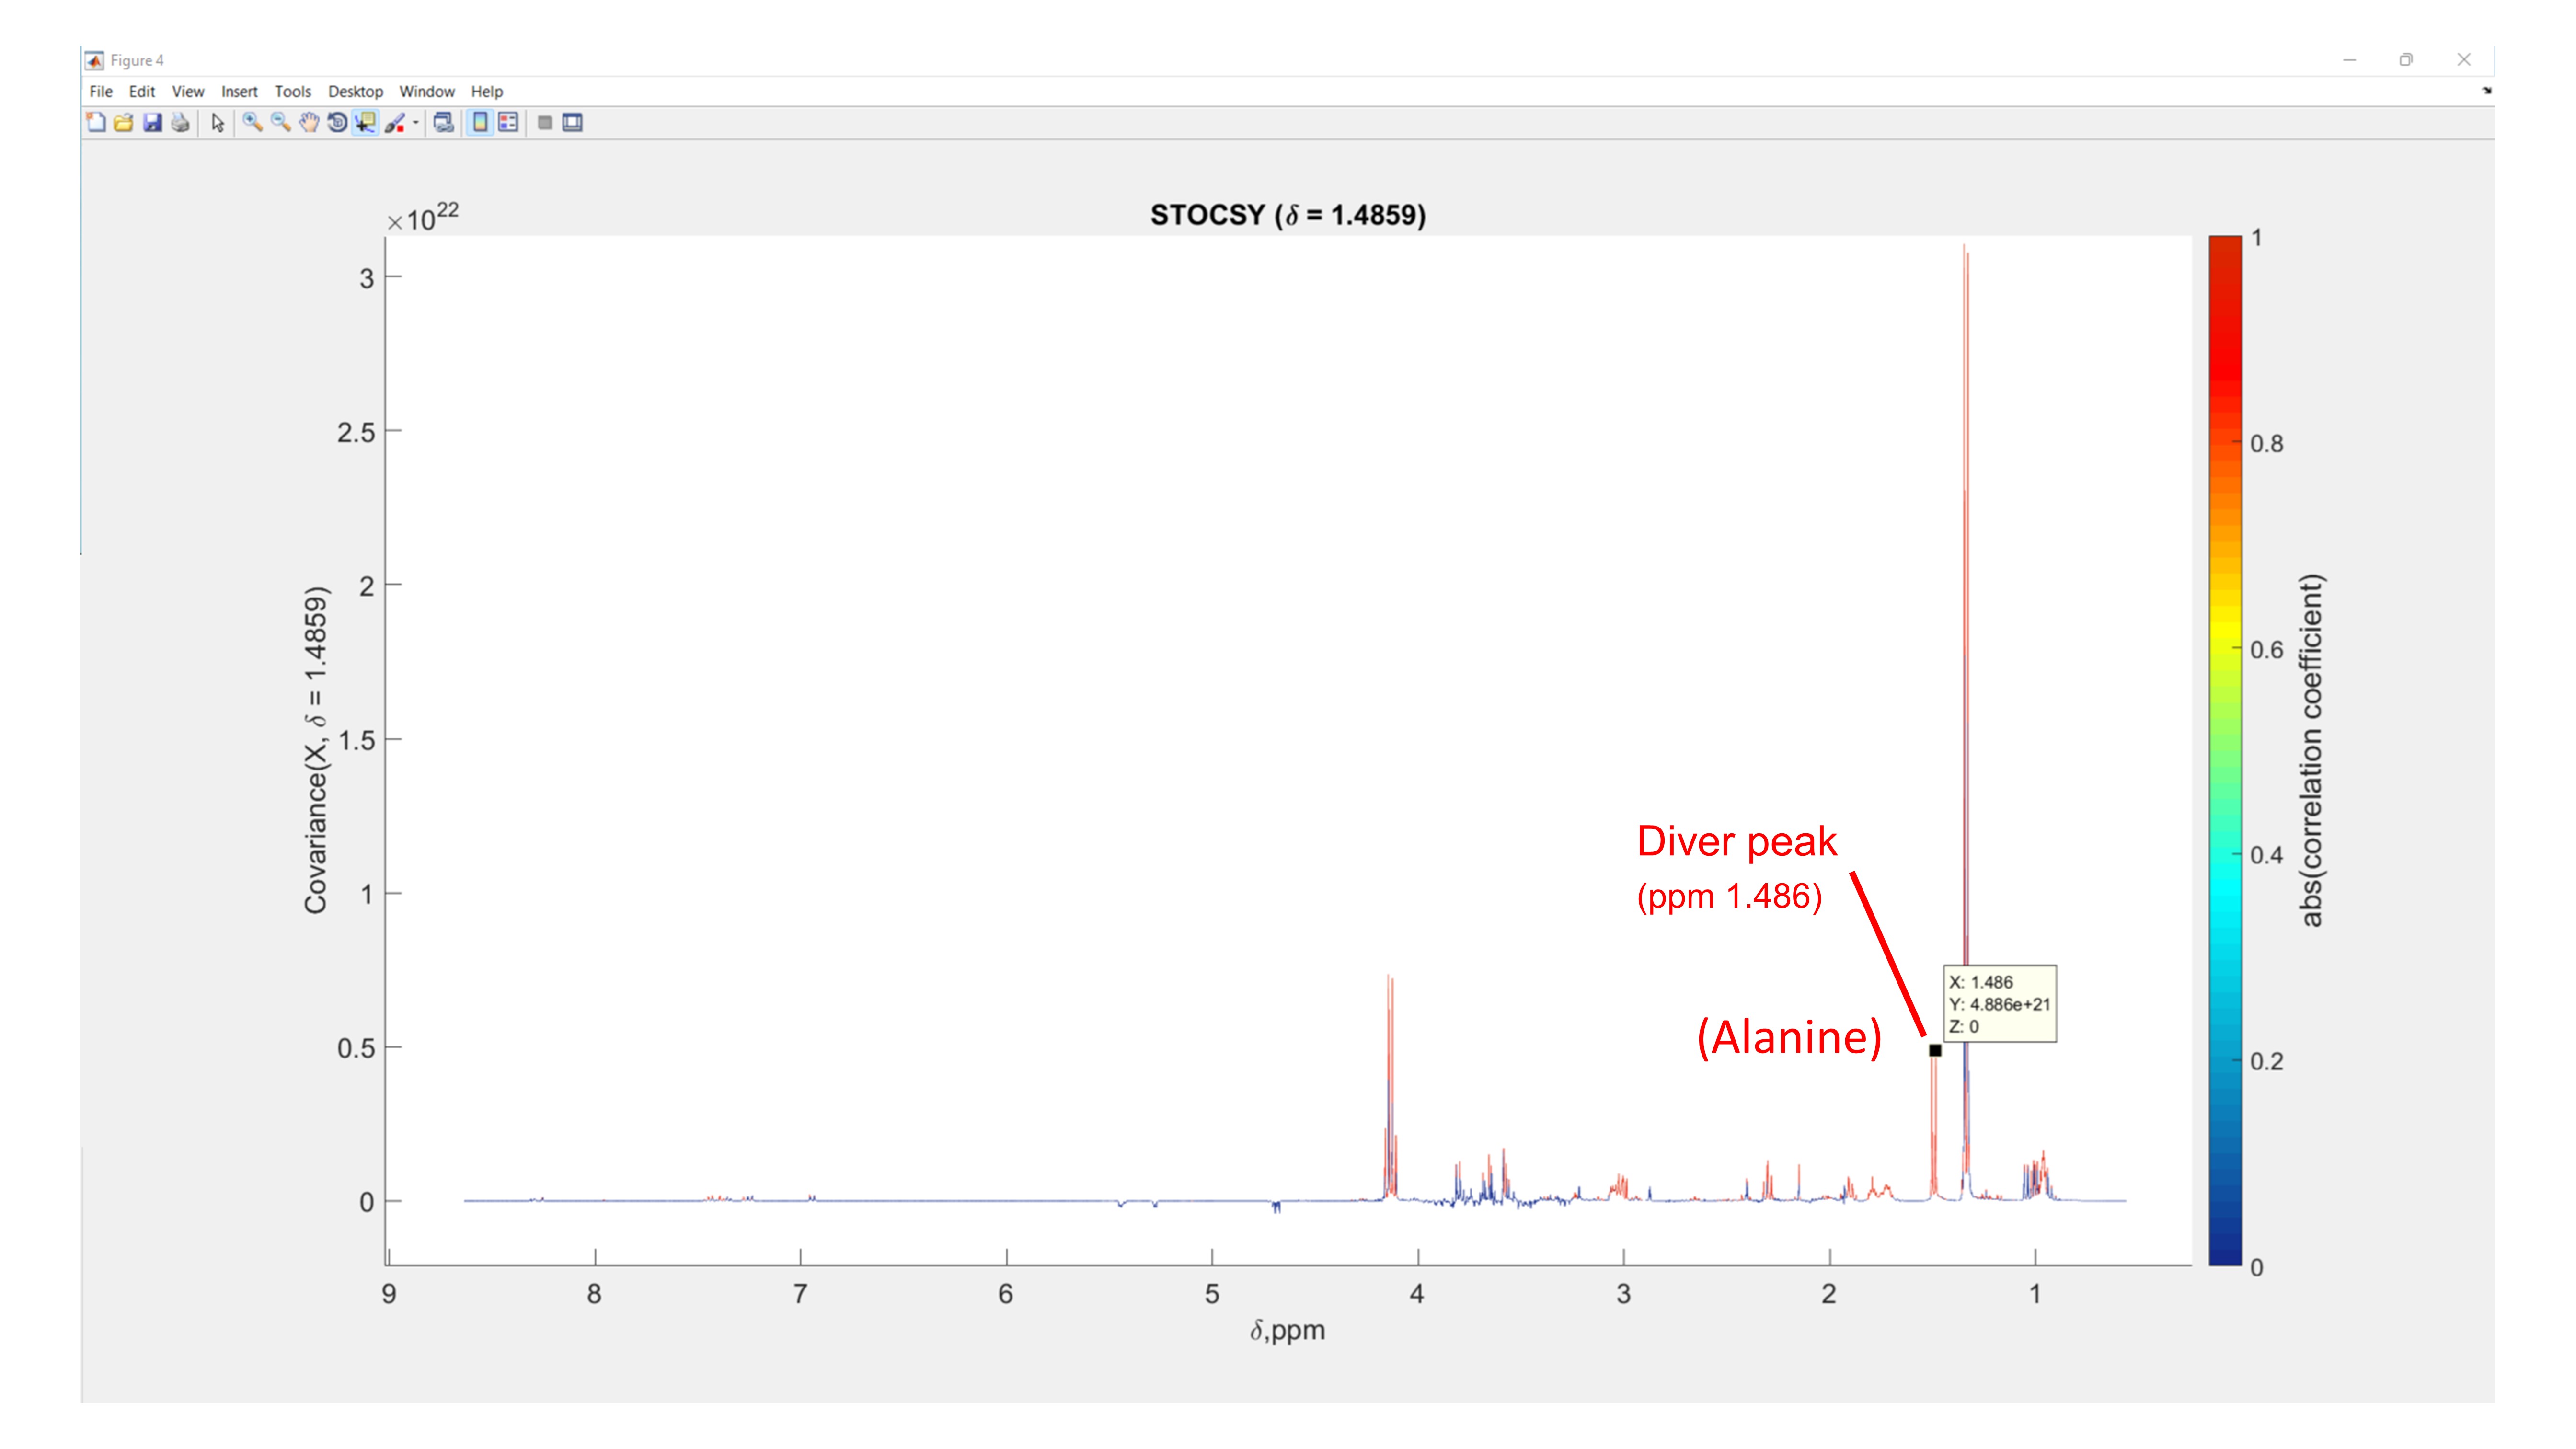 Figure 4
File Edit View Insert Tools Desktop Window Help
×10^22
STOCSY (δ = 1.4859)
3
2.5
2
1.5
1
0.5
0
Covariance(X, δ = 1.4859)
Diver peak
(ppm 1.486)
(Alanine)
X: 1.486
Y: 4.886e+21
Z: 0
9 8 7 6 5 4 3 2 1
δ,ppm
1
0.8
0.6
0.4
0.2
0
abs(correlation coefficient)